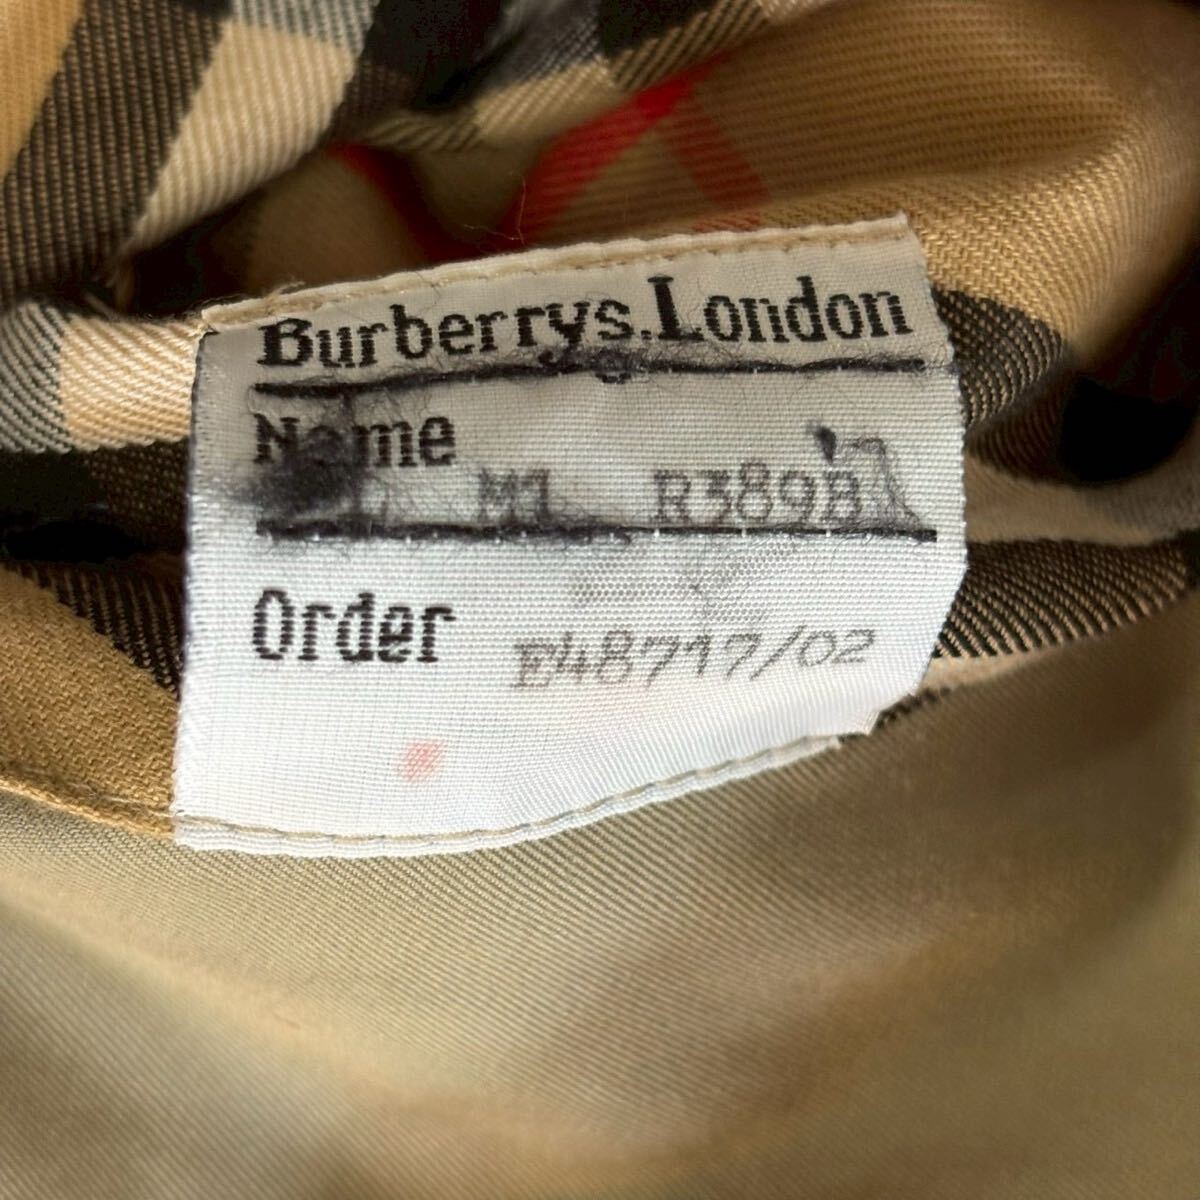 Burberrys.London
Name
M1 R389B
Order
E48717/02